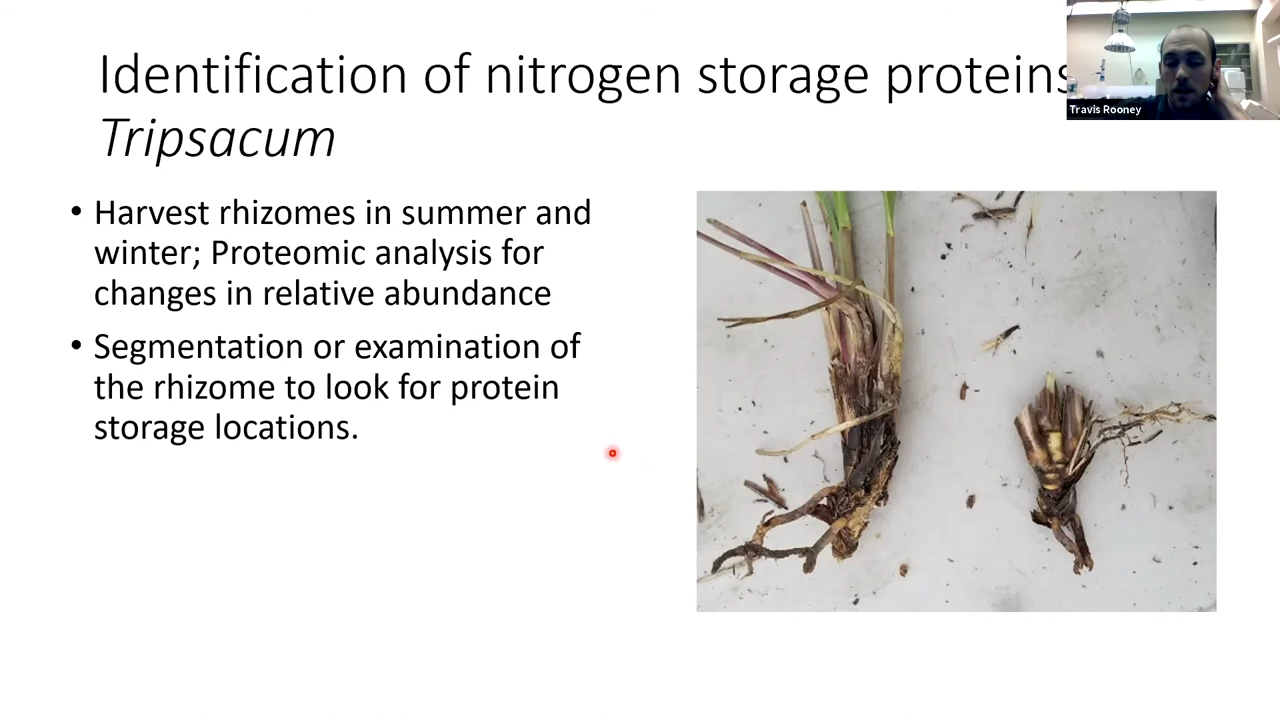 Identification of nitrogen storage proteins
Tripsacum
Travis Rooney
• Harvest rhizomes in summer and
winter; Proteomic analysis for
changes in relative abundance
• Segmentation or examination of
the rhizome to look for protein
storage locations.